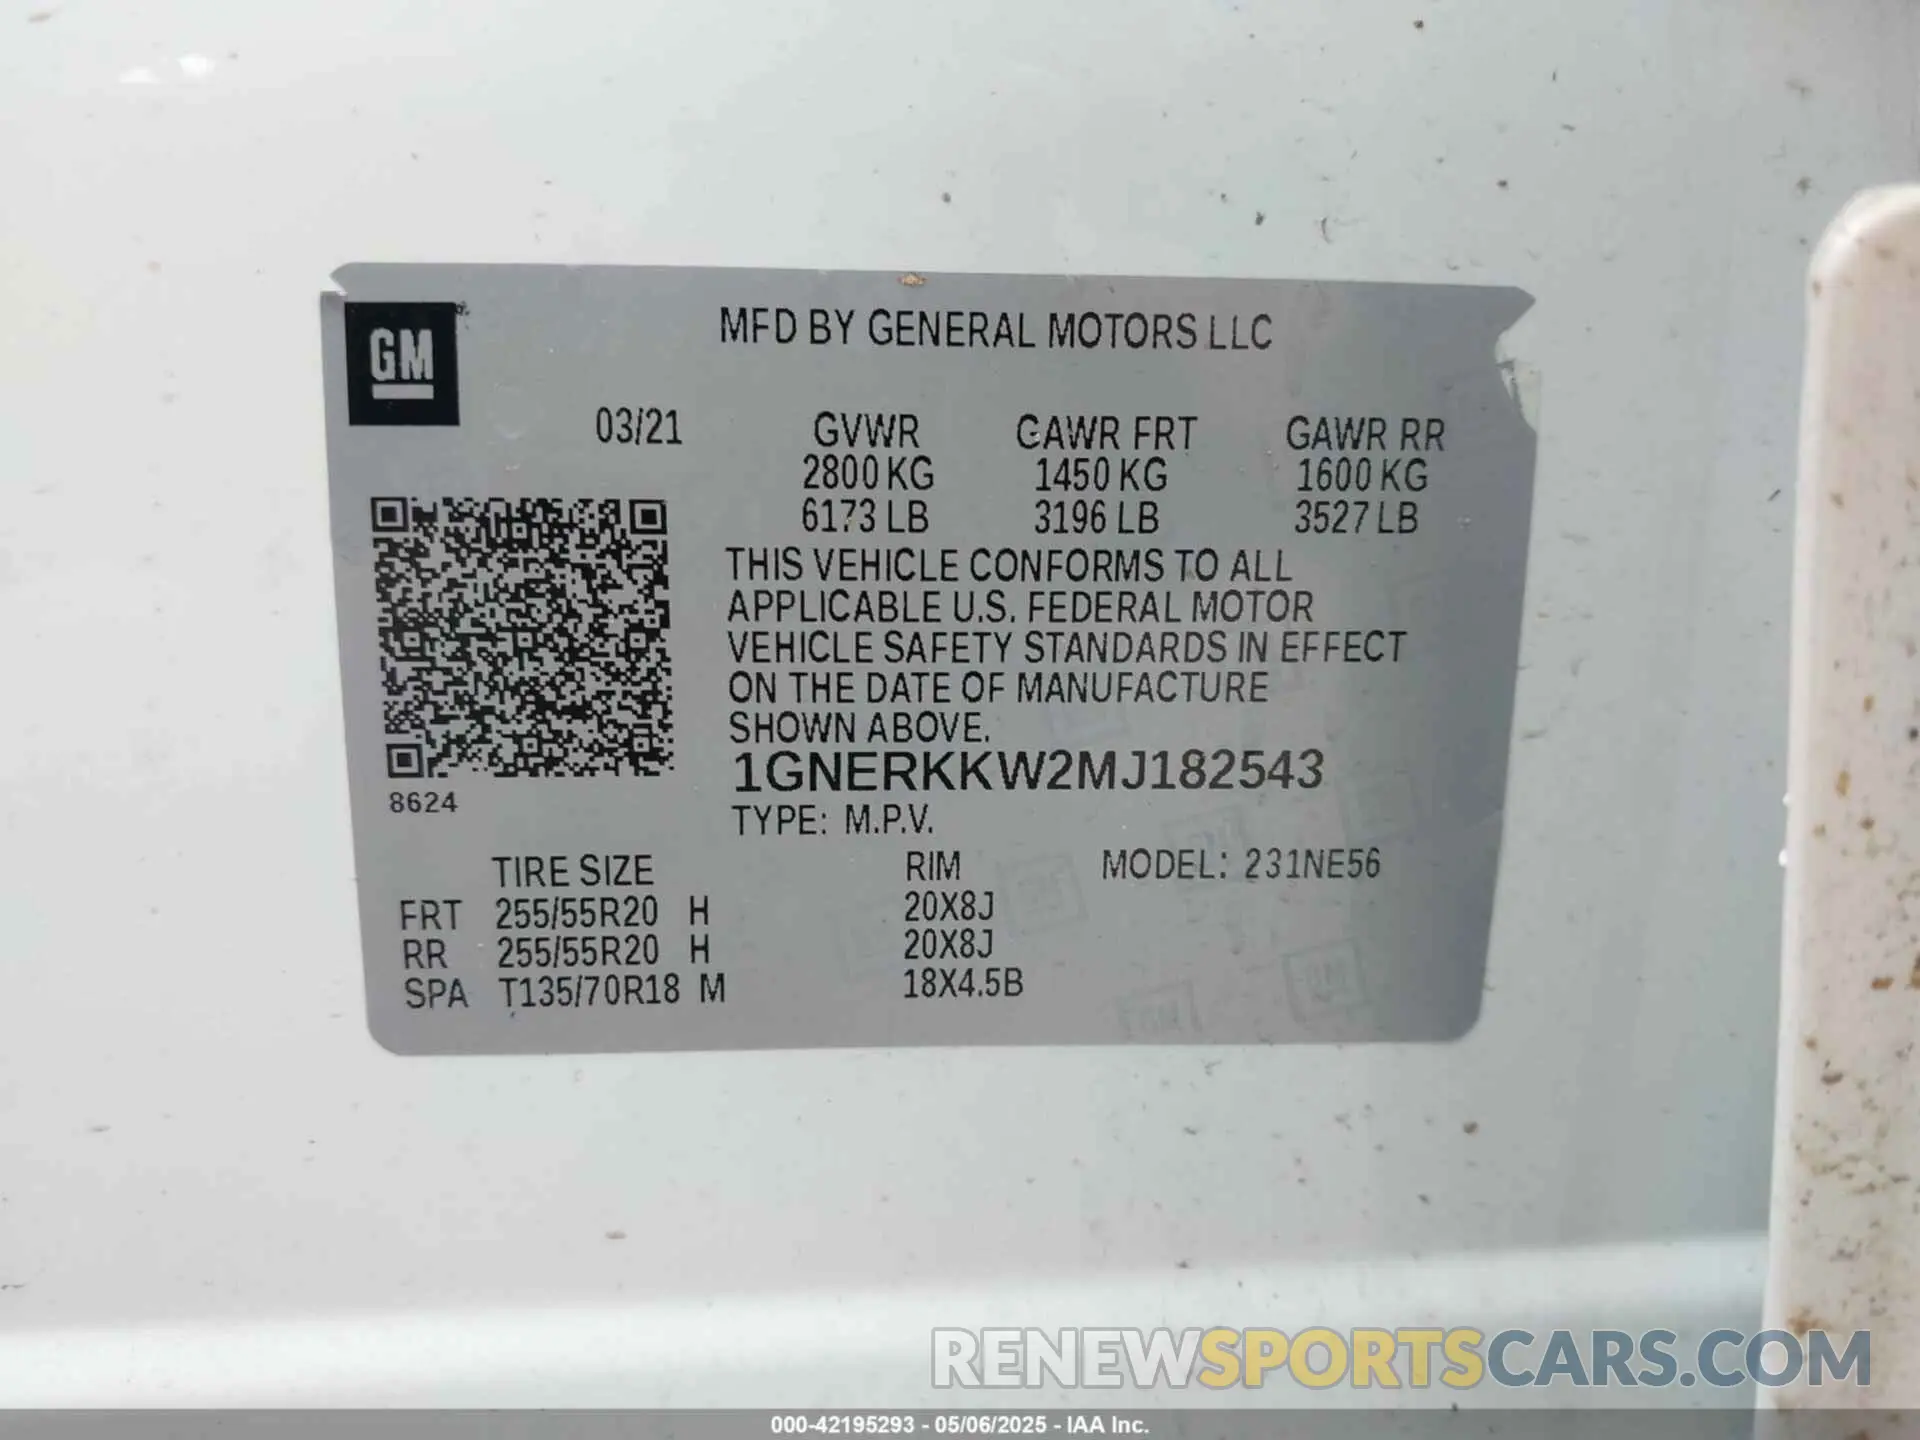 MFD BY GENERAL MOTORS LLC
GM
03/21 GVWR GAWR FRT GAWR RR
2800 KG 1450 KG 1600 KG
6173 LB 3196 LB 3527 LB
THIS VEHICLE CONFORMS TO ALL
APPLICABLE U.S. FEDERAL MOTOR
VEHICLE SAFETY STANDARDS IN EFFECT
ON THE DATE OF MANUFACTURE
SHOWN ABOVE.
1GNERKKW2MJ182543
8624
TYPE: M.P.V.
TIRE SIZE RIM MODEL: 231NE56
FRT 255/55R20 H 20X8J
RR 255/55R20 H 20X8J
SPA T135/70R18 M 18X4.5B
RENEWSPORTSCARS.COM
000-42195293 - 05/06/2025 - IAA Inc.